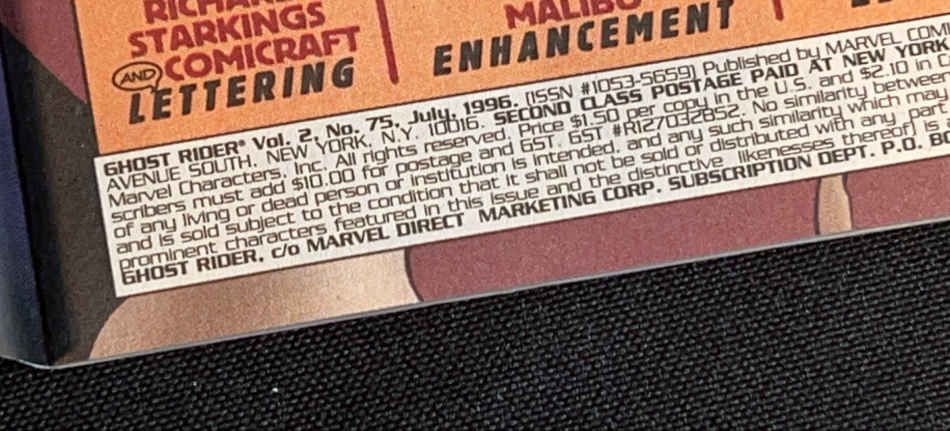 STARKINGS
AND COMICRAFT
LETTERING
MALIBU
ENHANCEMENT
GHOST RIDER® Vol. 2, No. 75, July, 1996. (ISSN #1053-5659) Published by MARVEL
AVENUE SOUTH, NEW YORK, N.Y. 10016. SECOND CLASS POSTAGE PAID AT NEW YORK
Marvel Characters, Inc. All rights reserved. Price $1.50 per copy in the U.S. and $2.10 in
scribers must add $10.00 for postage and GST. GST #R127032852. No similarity between
of any living or dead person or institution is intended, and any such similarity which may
and is sold subject to the condition that it shall not be sold or distributed with any part
prominent characters featured in this issue and the distinctive likenesses thereof) is
GHOST RIDER, c/o MARVEL DIRECT MARKETING CORP. SUBSCRIPTION DEPT. P.O.